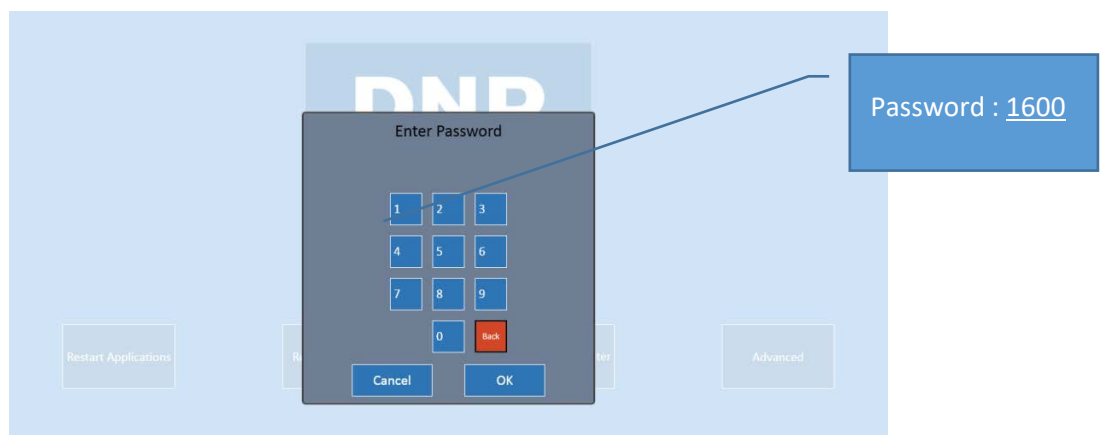 DNP
Password : 1600
Enter Password
1 2 3
4 5 6
7 8 9
0 Back
Restart Applications
Advanced
Cancel OK